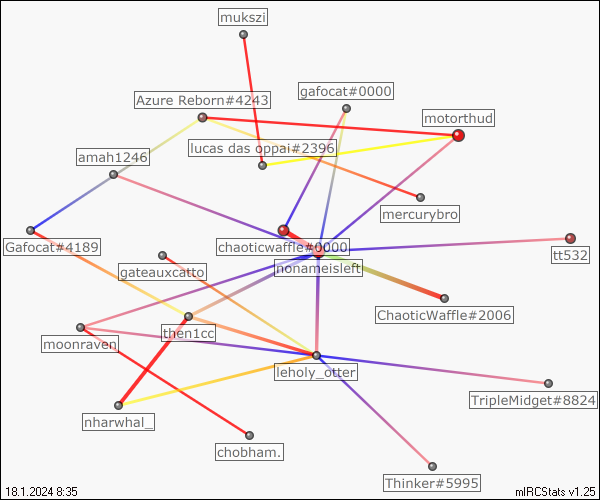 mukszi
gafocat#0000
Azure Reborn#4243
motorthud
lucas das oppai#2396
amah1246
mercurybro
Gafocat#4189
chaoticwaffle#0000
tt532
gateauxcatto
nonameisleft
ChaoticWaffle#2006
then1cc
moonraven
leholy_otter
TripleMidget#8824
nharwhal_
chobham.
Thinker#5995
18.1.2024 8:35
mIRCStats v1.25